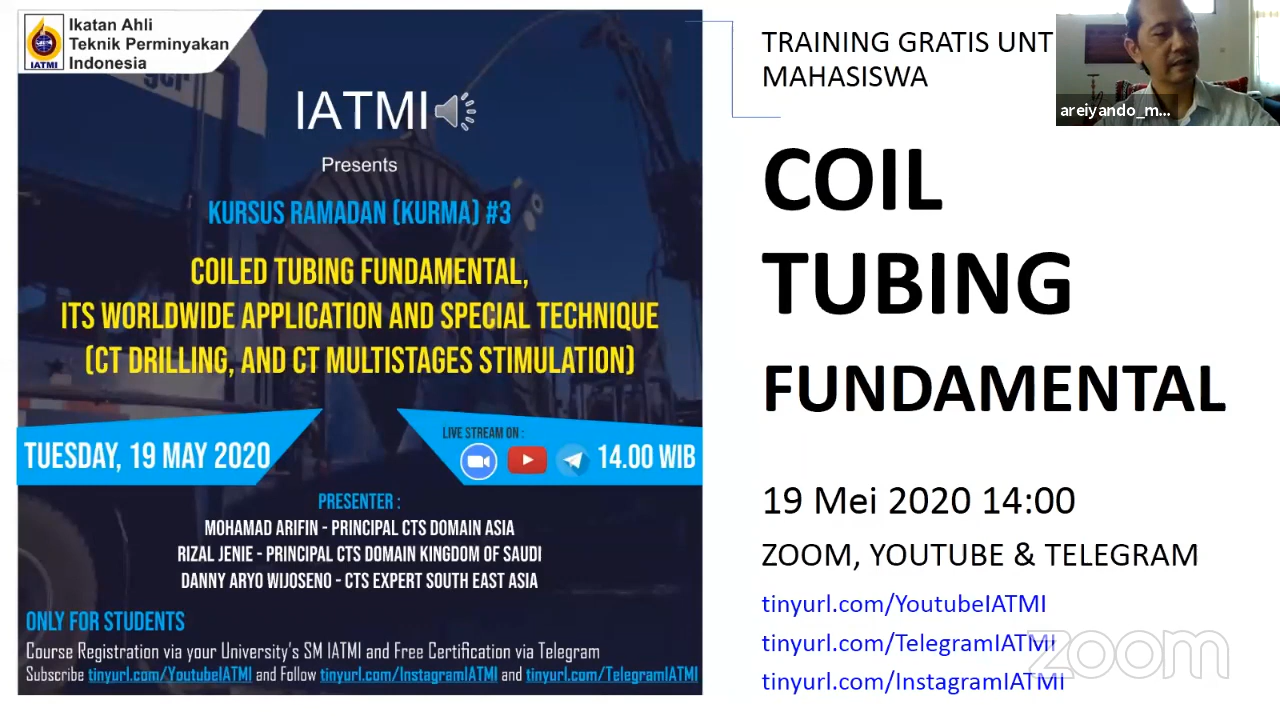 Ikatan Ahli
Teknik Perminyakan
Indonesia
IATMI
IATMI
Presents
KURSUS RAMADAN (KURMA) #3
COILED TUBING FUNDAMENTAL,
ITS WORLDWIDE APPLICATION AND SPECIAL TECHNIQUE
(CT DRILLING, AND CT MULTISTAGES STIMULATION)
TUESDAY, 19 MAY 2020
LIVE STREAM ON :
14.00 WIB
PRESENTER :
MOHAMAD ARIFIN - PRINCIPAL CTS DOMAIN ASIA
RIZAL JENIE - PRINCIPAL CTS DOMAIN KINGDOM OF SAUDI
DANNY ARYO WIJOSENO - CTS EXPERT SOUTH EAST ASIA
ONLY FOR STUDENTS
Course Registration via your University's SM IATMI and Free Certification via Telegram
Subscribe tinyurl.com/YoutubeIATMI and Follow tinyurl.com/InstagramIATMI and tinyurl.com/TelegramIATMI
TRAINING GRATIS UNT
MAHASISWA
areiyando_m...
COIL
TUBING
FUNDAMENTAL
19 Mei 2020 14:00
ZOOM, YOUTUBE & TELEGRAM
tinyurl.com/YoutubeIATMI
tinyurl.com/TelegramIATMI
tinyurl.com/InstagramIATMI
zoom